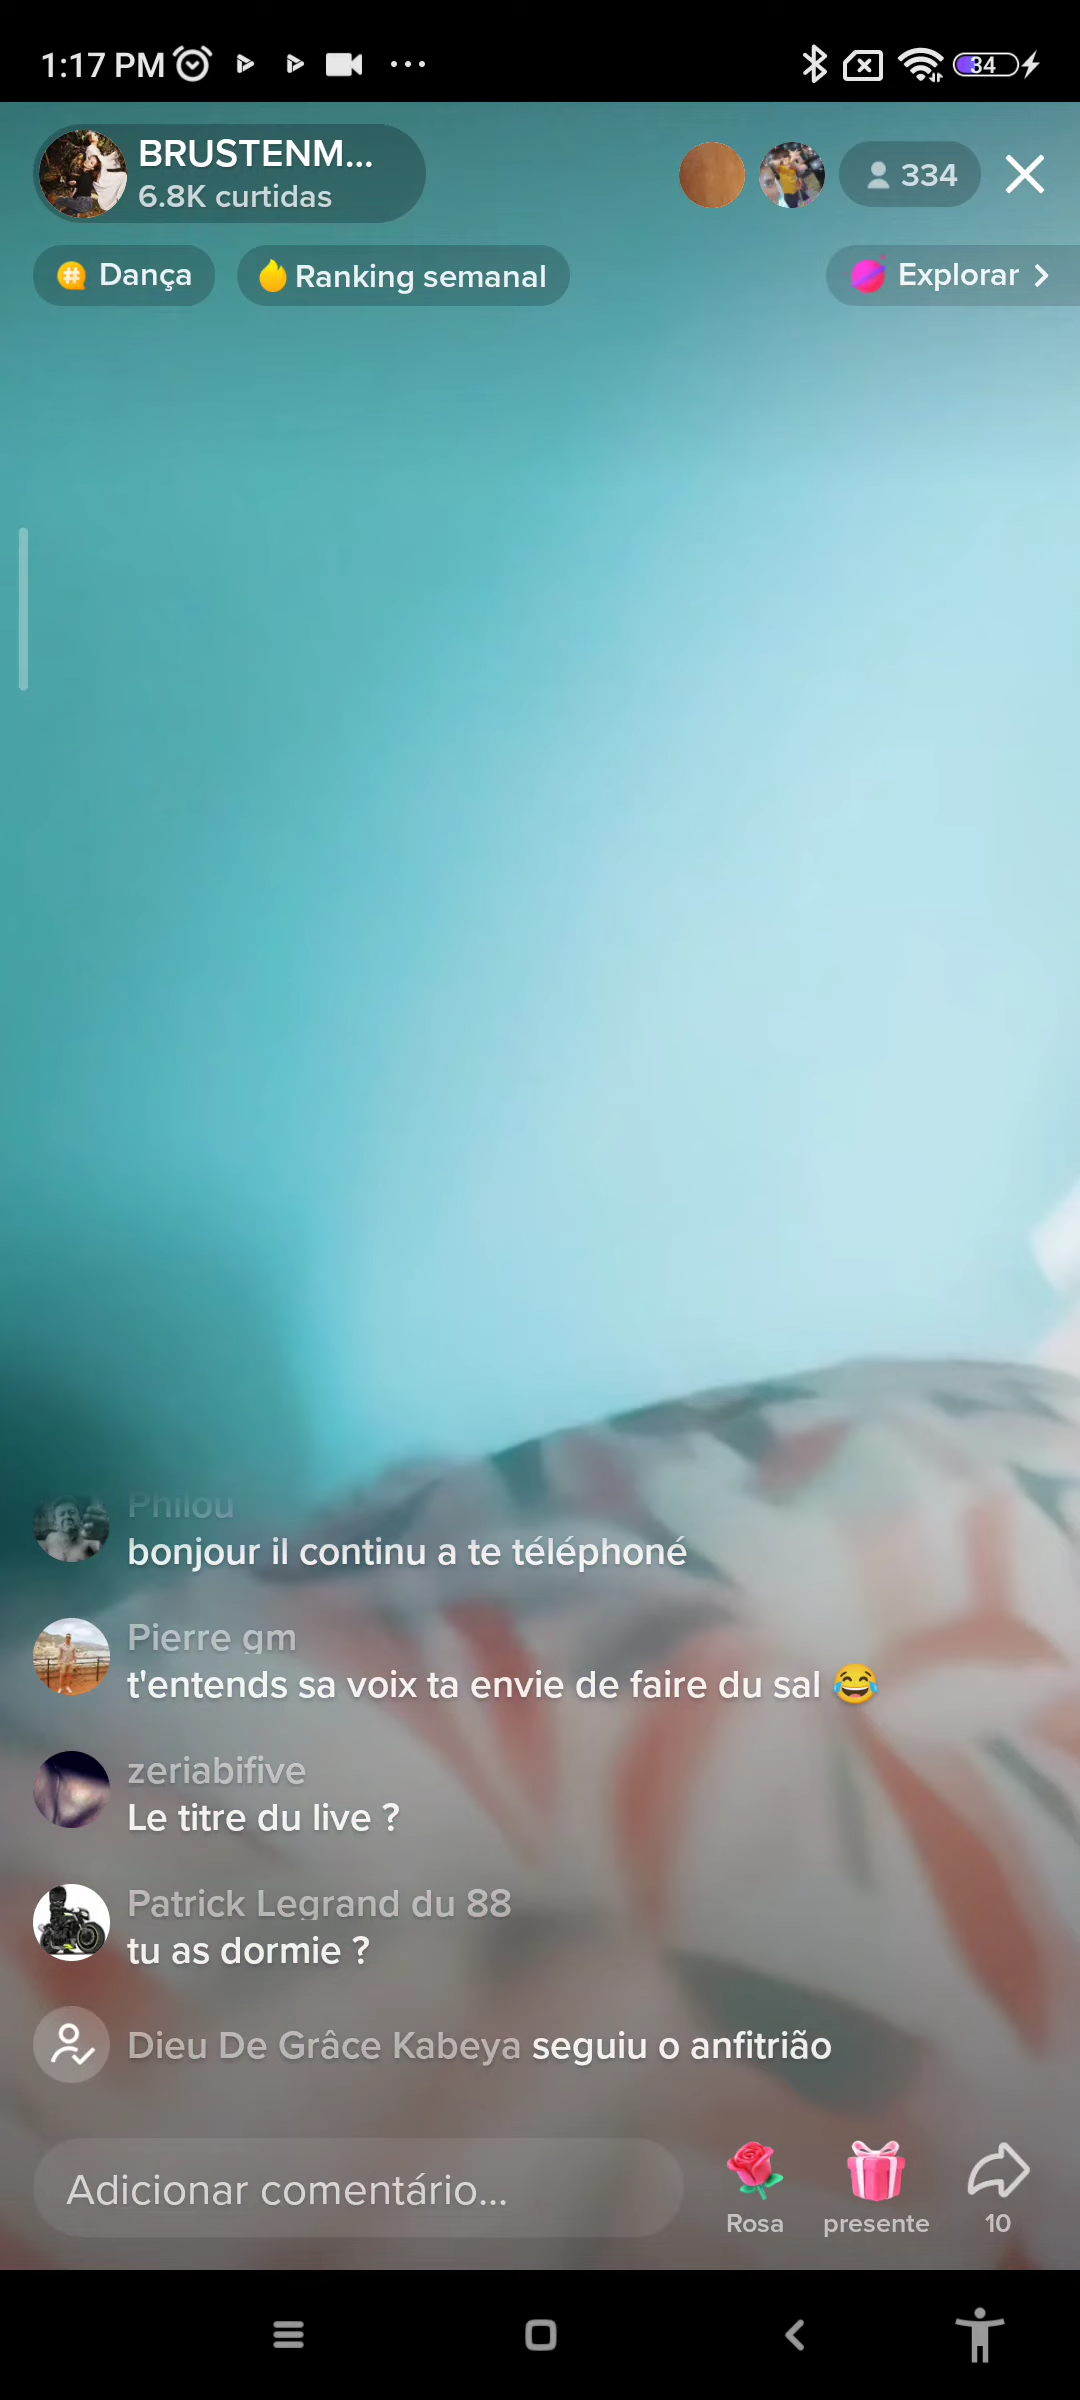 1:17 PM
34
BRUSTENM...
6.8K curtidas
334
Dança
Ranking semanal
Explorar
Philou
bonjour il continu a te téléphoné
Pierre gm
t'entends sa voix ta envie de faire du sal 😂
zeriabifive
Le titre du live ?
Patrick Legrand du 88
tu as dormie ?
Dieu De Grâce Kabeya seguiu o anfitrião
Adicionar comentário...
Rosa
presente
10